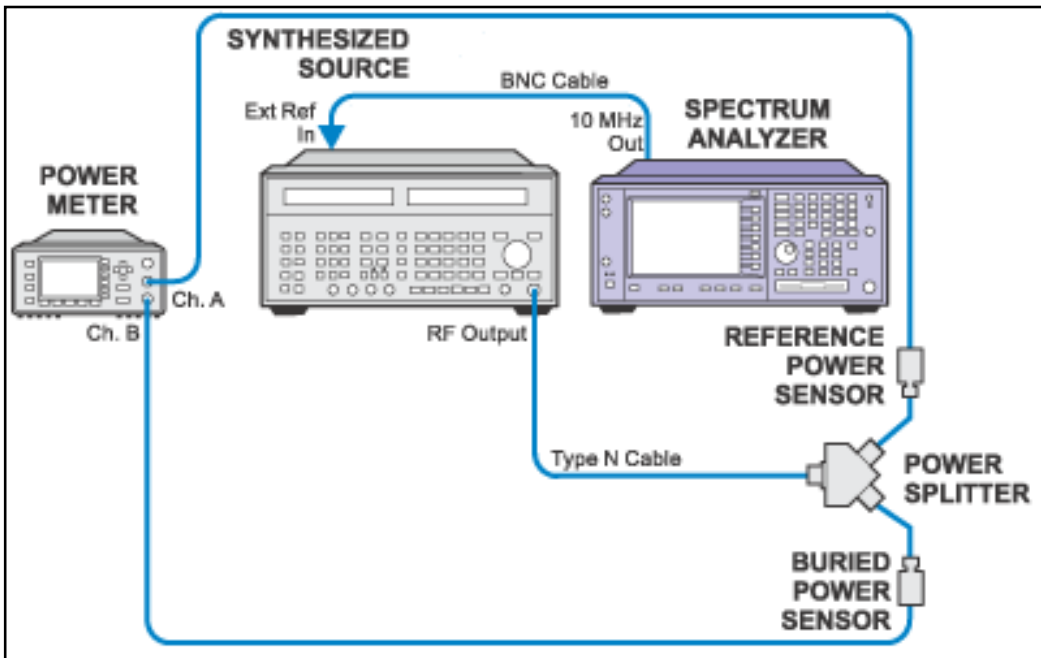 SYNTHESIZED
SOURCE
BNC Cable
Ext Ref
In
10 MHz
Out
SPECTRUM
ANALYZER
POWER
METER
Ch. A
Ch. B
RF Output
REFERENCE
POWER
SENSOR
Type N Cable
POWER
SPLITTER
BURIED
POWER
SENSOR